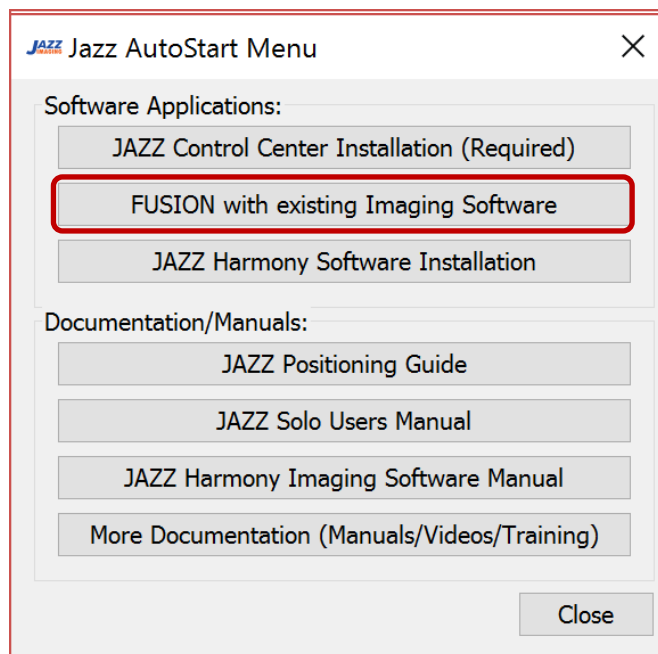 JAZZ IMAGING Jazz AutoStart Menu
Software Applications:
JAZZ Control Center Installation (Required)
FUSION with existing Imaging Software
JAZZ Harmony Software Installation
Documentation/Manuals:
JAZZ Positioning Guide
JAZZ Solo Users Manual
JAZZ Harmony Imaging Software Manual
More Documentation (Manuals/Videos/Training)
Close